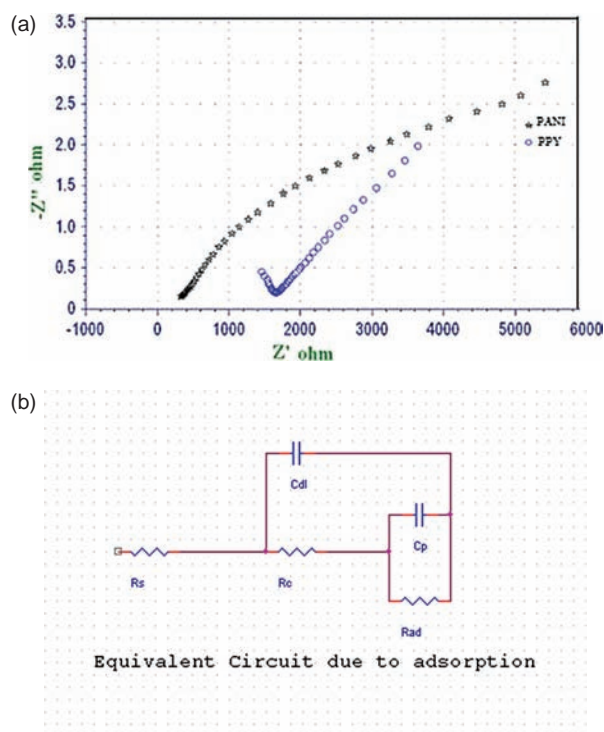 (a)
3.5
3.0
2.5
2.0
1.5
1.0
0.5
0
-Z" ohm
PANI
PPY
-1000 0 1000 2000 3000 4000 5000 6000
Z' ohm
(b)
Cdl
Cp
Rs
Rc
Rad
Equivalent Circuit due to adsorption